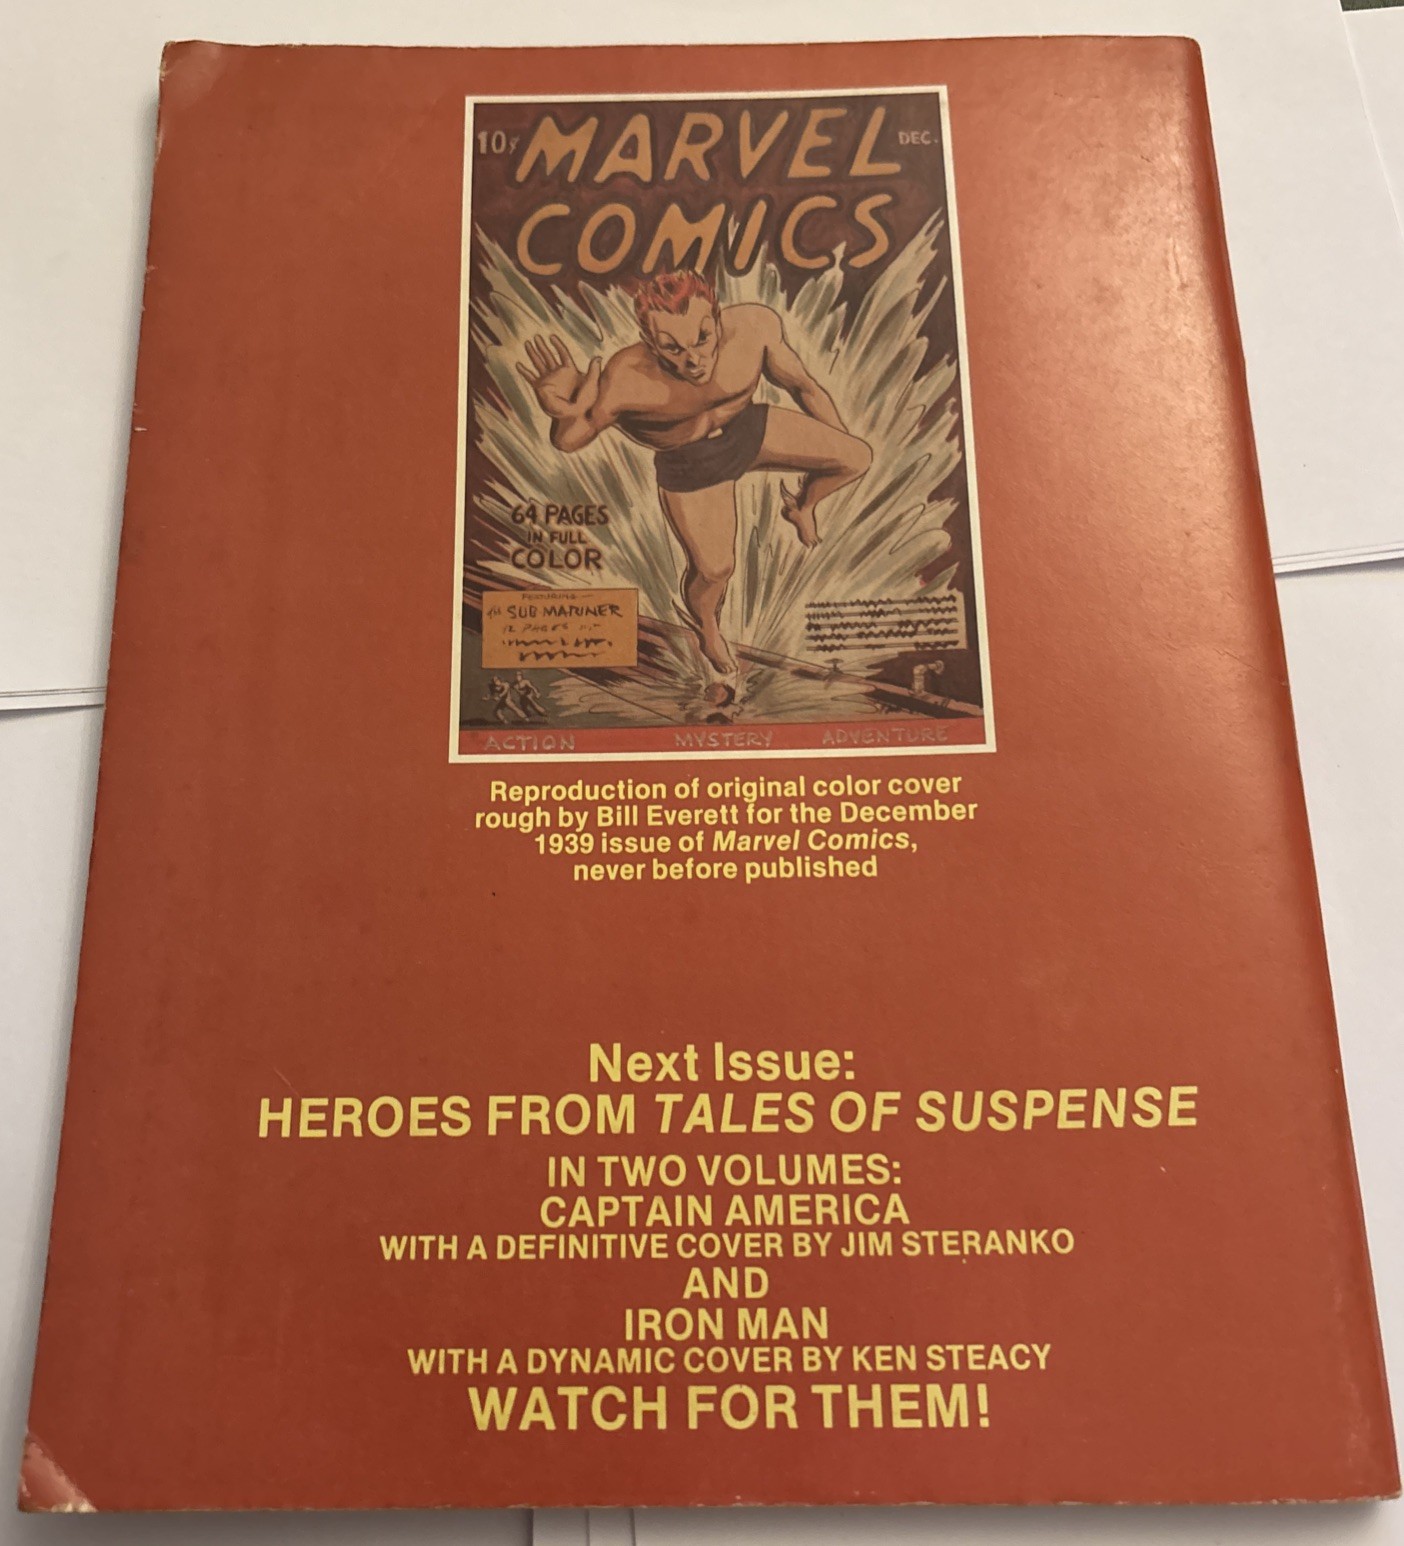 10¢ MARVEL DEC.
COMICS
64 PAGES
IN FULL
COLOR
FEATURING—
SUB MARINER
12 PAGES
ACTION MYSTERY ADVENTURE
Reproduction of original color cover
rough by Bill Everett for the December
1939 issue of Marvel Comics,
never before published
Next Issue:
HEROES FROM TALES OF SUSPENSE
IN TWO VOLUMES:
CAPTAIN AMERICA
WITH A DEFINITIVE COVER BY JIM STERANKO
AND
IRON MAN
WITH A DYNAMIC COVER BY KEN STEACY
WATCH FOR THEM!